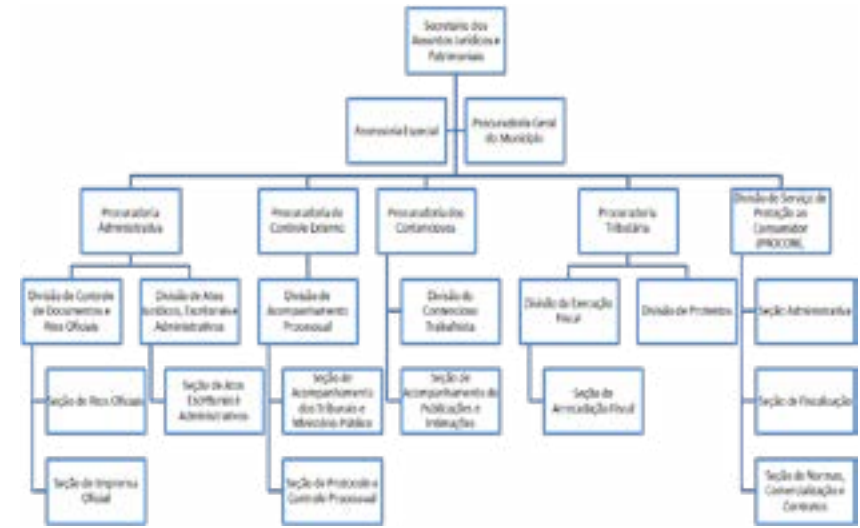 Secretario dos
Assuntos Jurídicos e
Patrimoniais
Assessoria Especial
Procuradoria Geral
do Município
Procuradoria
Administrativa
Procuradoria de
Controle Externo
Procuradoria dos
Contenciosos
Procuradoria
Tributária
Divisão de Serviço de
Proteção ao
Consumidor
(PROCON)
Divisão de Controle
de Documentos e
Atos Oficiais
Divisão de Atos
Jurídicos, Escriturais e
Administrativos
Divisão de
Acompanhamento
Processual
Divisão do
Contencioso
Trabalhista
Divisão da Execução
Fiscal
Divisão de Protestos
Seção Administrativa
Seção de Atos Oficiais
Seção de Atos
Escriturais e
Administrativos
Seção de
Acompanhamento
dos Tribunais e
Ministério Público
Seção de
Acompanhamento de
Publicações e
Intimações
Seção de
Arrecadação Fiscal
Seção de Fiscalização
Seção de Imprensa
Oficial
Seção de Protocolo e
Controle Processual
Seção de Normas,
Comercialização e
Contratos